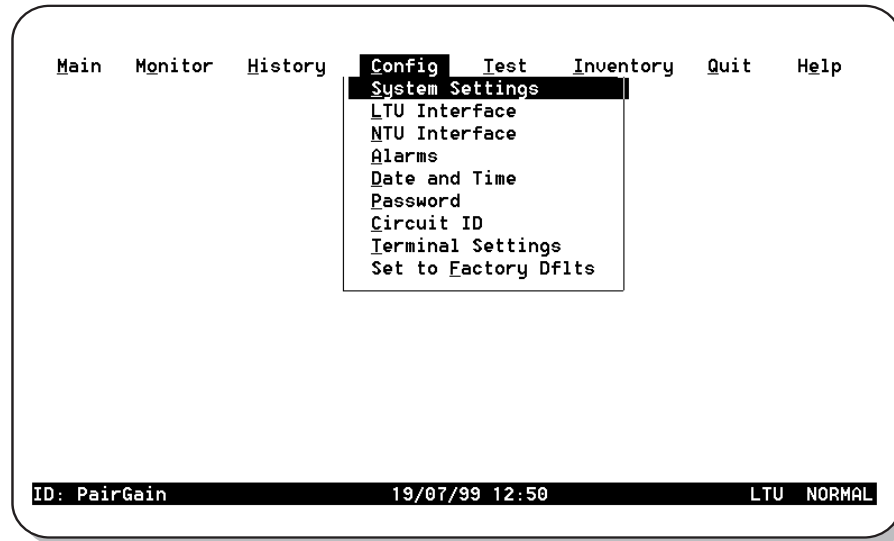 Main Monitor History Config Test Inventory Quit Help
System Settings
LTU Interface
NTU Interface
Alarms
Date and Time
Password
Circuit ID
Terminal Settings
Set to Factory Dflts
ID: PairGain 19/07/99 12:50 LTU NORMAL